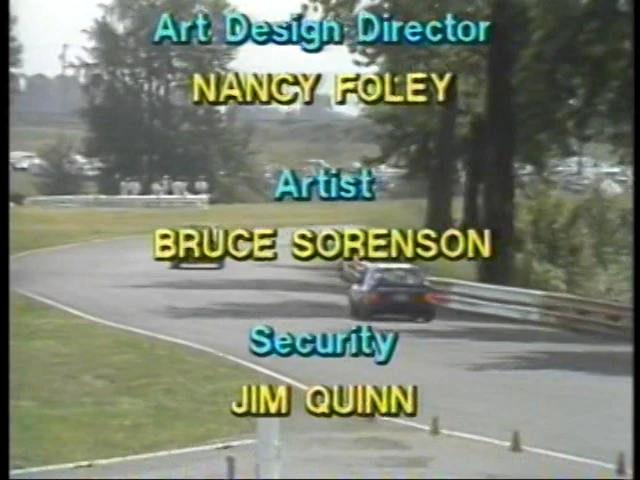 Art Design Director
NANCY FOLEY
Artist
BRUCE SORENSON
Security
JIM QUINN